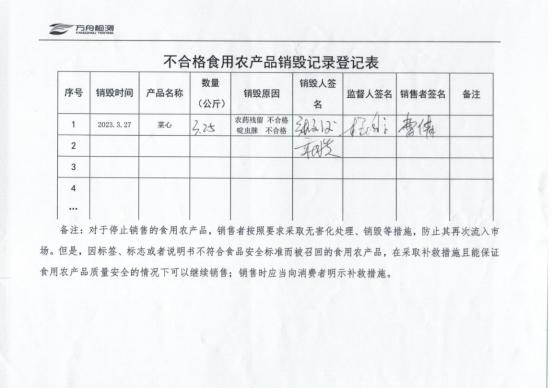 方舟检测
FANGZHOU TESTING
不合格食用农产品销毁记录登记表
序号 销毁时间 产品名称 数量（公斤） 销毁原因 销毁人签名 监督人签名 销售者签名 备注
1 2023.3.27 菜心 3.25 农药残留 不合格 啶虫脒 不合格
2
3
4
...
备注：对于停止销售的食用农产品，销售者按照要求采取无害化处理、销毁等措施，防止其再次流入市
场。但是，因标签、标志或者说明书不符合食品安全标准而被召回的食用农产品，在采取补救措施且能保证
食用农产品质量安全的情况下可以继续销售；销售时应当向消费者明示补救措施。